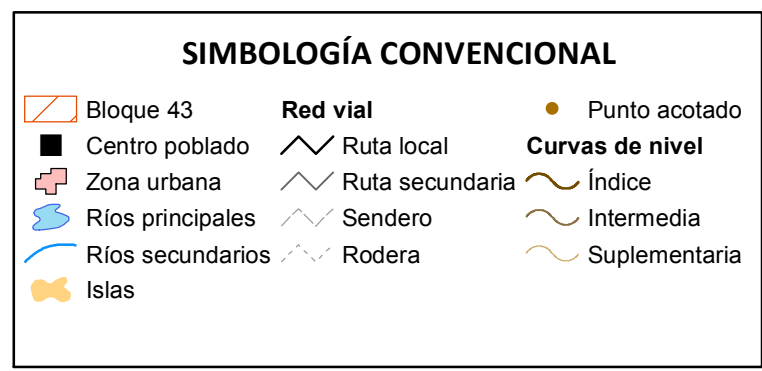 SIMBOLOGÍA CONVENCIONAL
Bloque 43
Centro poblado
Zona urbana
Ríos principales
Ríos secundarios
Islas
Red vial
Ruta local
Ruta secundaria
Sendero
Rodera
Punto acotado
Curvas de nivel
Índice
Intermedia
Suplementaria